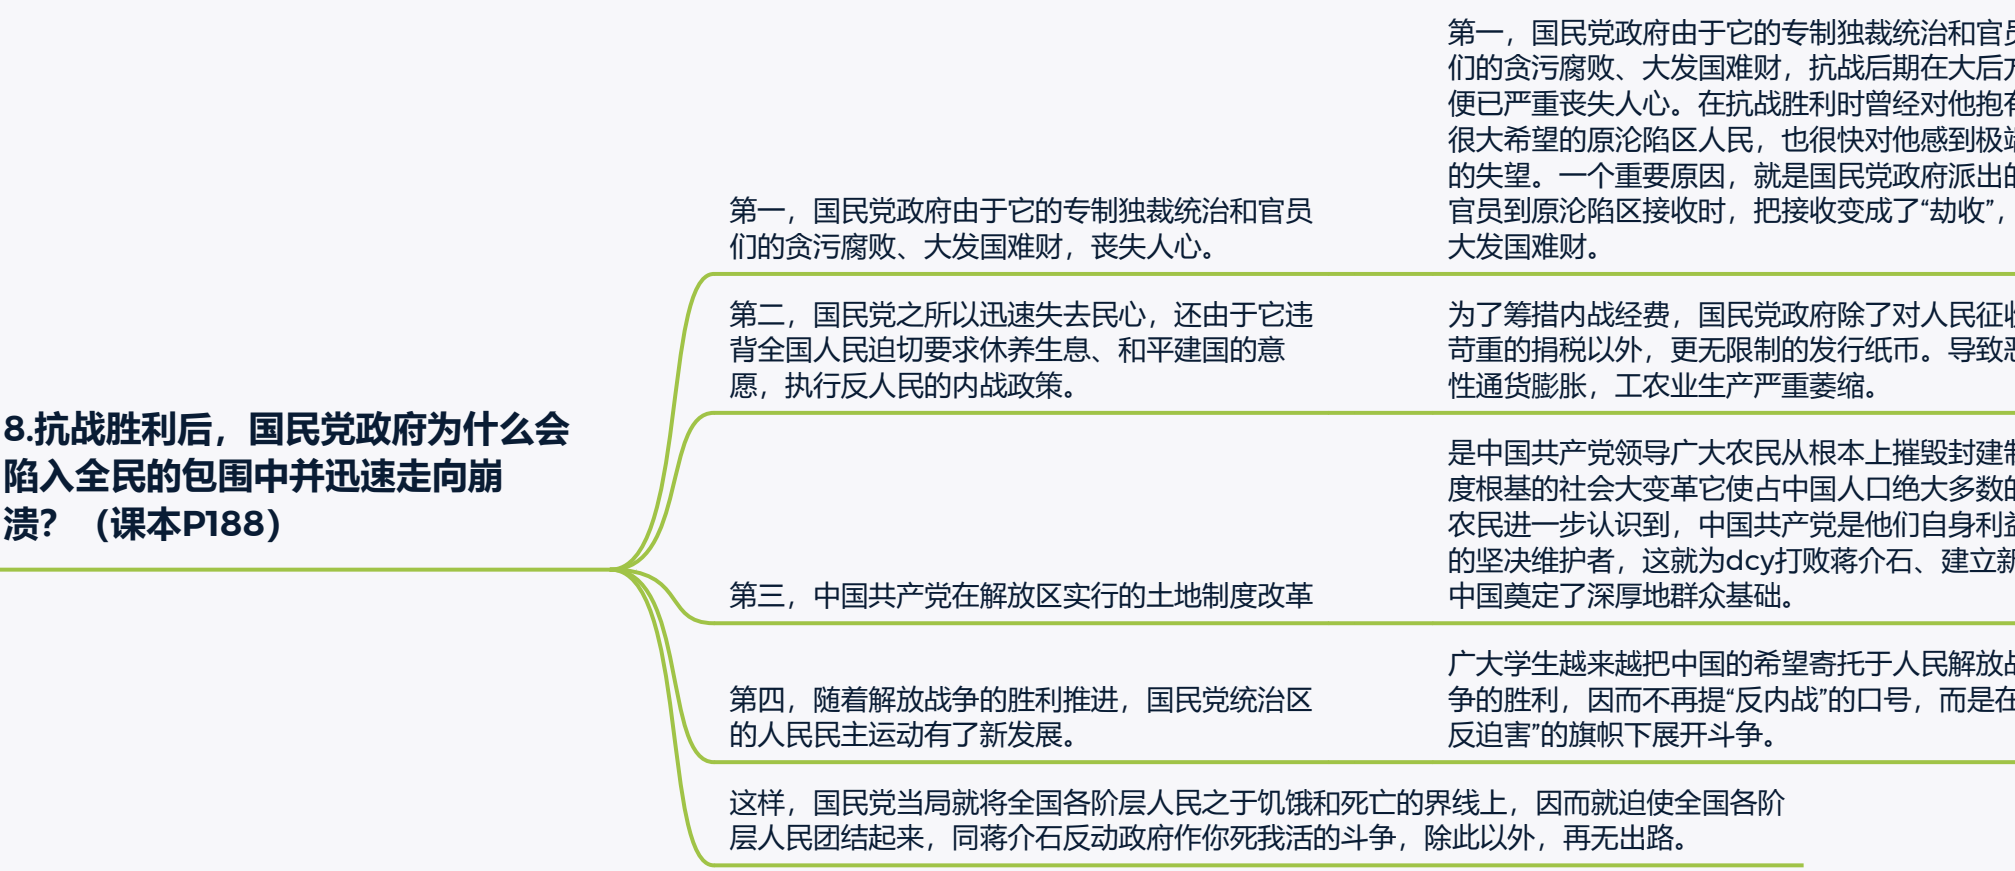 8.抗战胜利后，国民党政府为什么会
陷入全民的包围中并迅速走向崩
溃？（课本P188）
第一，国民党政府由于它的专制独裁统治和官员
们的贪污腐败、大发国难财，丧失人心。
第一，国民党政府由于它的专制独裁统治和官员
们的贪污腐败、大发国难财，抗战后期在大后方
便已严重丧失人心。在抗战胜利时曾经对他抱有
很大希望的原沦陷区人民，也很快对他感到极端
的失望。一个重要原因，就是国民党政府派出的
官员到原沦陷区接收时，把接收变成了“劫收”，
大发国难财。
第二，国民党之所以迅速失去民心，还由于它违
背全国人民迫切要求休养生息、和平建国的意
愿，执行反人民的内战政策。
为了筹措内战经费，国民党政府除了对人民征收
苛重的捐税以外，更无限制的发行纸币。导致恶
性通货膨胀，工农业生产严重萎缩。
第三，中国共产党在解放区实行的土地制度改革
是中国共产党领导广大农民从根本上摧毁封建制
度根基的社会大变革它使占中国人口绝大多数的
农民进一步认识到，中国共产党是他们自身利益
的坚决维护者，这就为dcy打败蒋介石、建立新
中国奠定了深厚地群众基础。
第四，随着解放战争的胜利推进，国民党统治区
的人民民主运动有了新发展。
广大学生越来越把中国的希望寄托于人民解放战
争的胜利，因而不再提“反内战”的口号，而是在
反迫害”的旗帜下展开斗争。
这样，国民党当局就将全国各阶层人民之于饥饿和死亡的界线上，因而就迫使全国各阶
层人民团结起来，同蒋介石反动政府作你死我活的斗争，除此以外，再无出路。